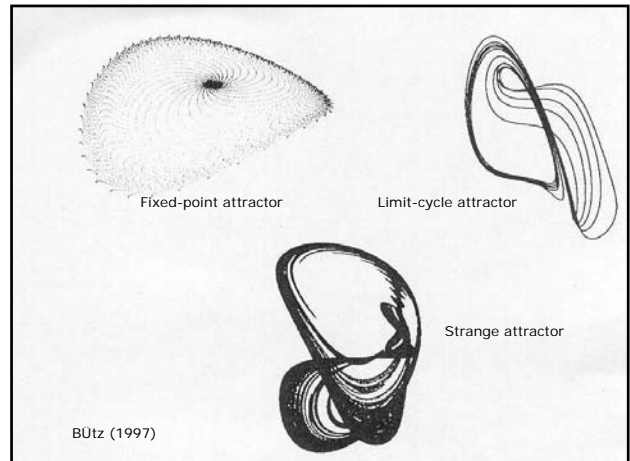 Fixed-point attractor
Limit-cycle attractor
Strange attractor
BÜtz (1997)